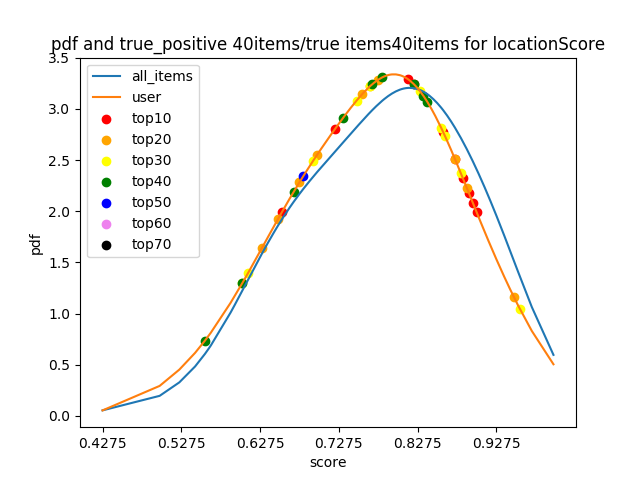 pdf and true_positive 40items/true items40items for locationScore
3.5
3.0
2.5
2.0
1.5
1.0
0.5
0.0
pdf
all_items
user
top10
top20
top30
top40
top50
top60
top70
0.4275 0.5275 0.6275 0.7275 0.8275 0.9275
score